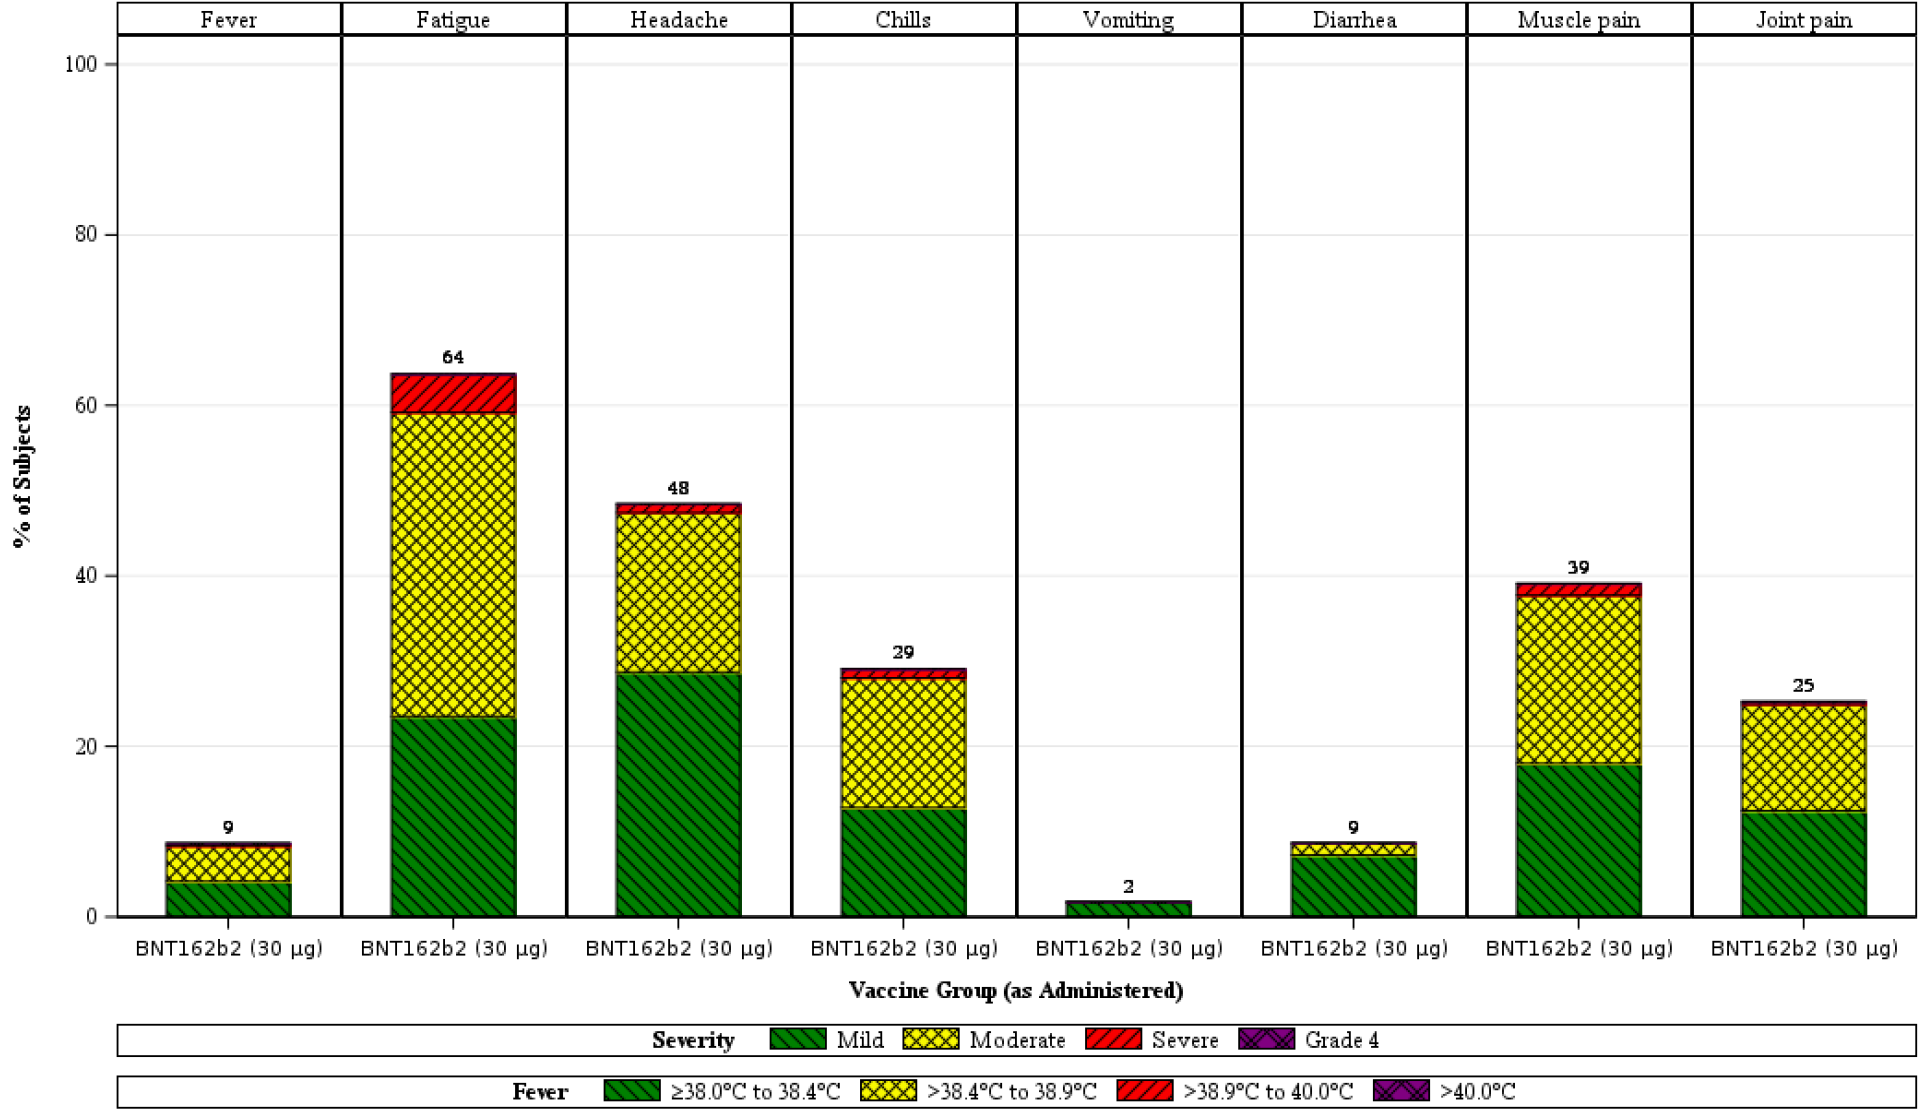 Fever Fatigue Headache Chills Vomiting Diarrhea Muscle pain Joint pain
100
80
60
40
20
0
% of Subjects
9 64 48 29 2 9 39 25
BNT162b2 (30 µg) BNT162b2 (30 µg) BNT162b2 (30 µg) BNT162b2 (30 µg) BNT162b2 (30 µg) BNT162b2 (30 µg) BNT162b2 (30 µg) BNT162b2 (30 µg)
Vaccine Group (as Administered)
Severity Mild Moderate Severe Grade 4
Fever ≥38.0°C to 38.4°C >38.4°C to 38.9°C >38.9°C to 40.0°C >40.0°C